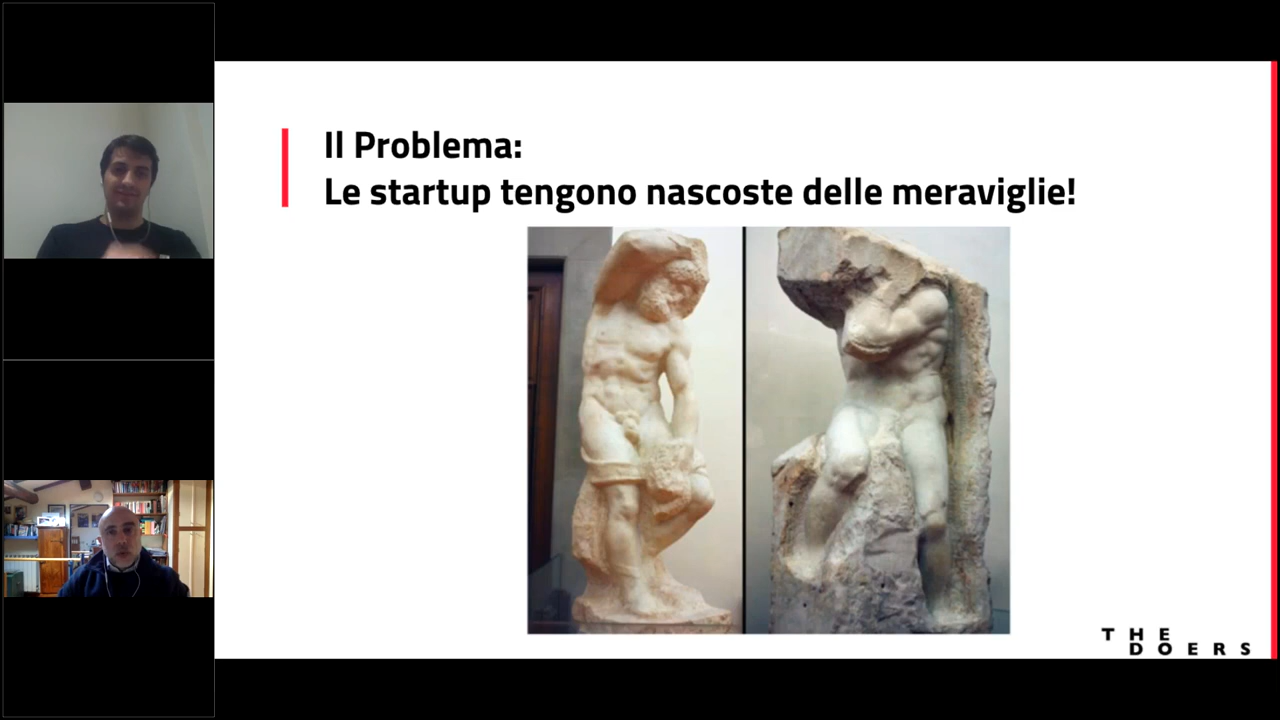 Il Problema:
Le startup tengono nascoste delle meraviglie!
THE
DOERS